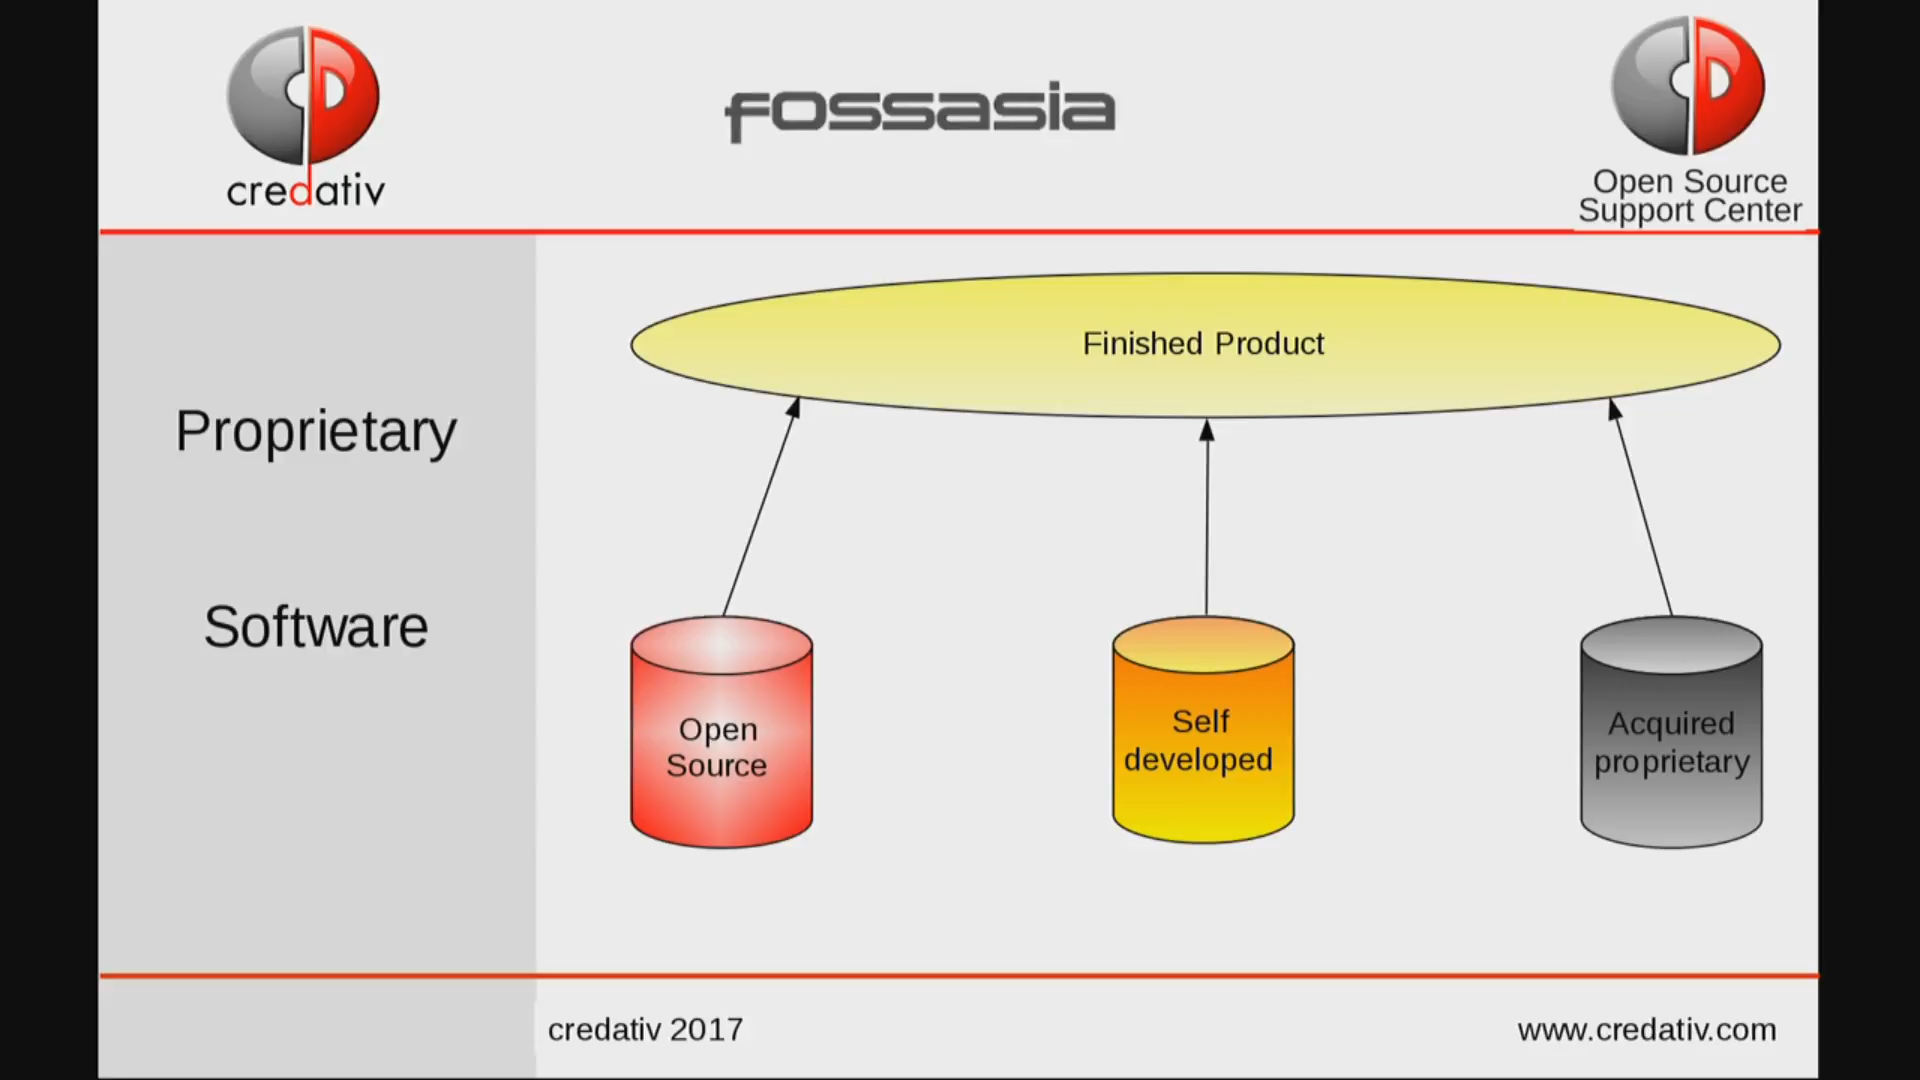 credativ
fossasia
Open Source
Support Center
Proprietary
Software
Finished Product
Open
Source
Self
developed
Acquired
proprietary
credativ 2017
www.credativ.com